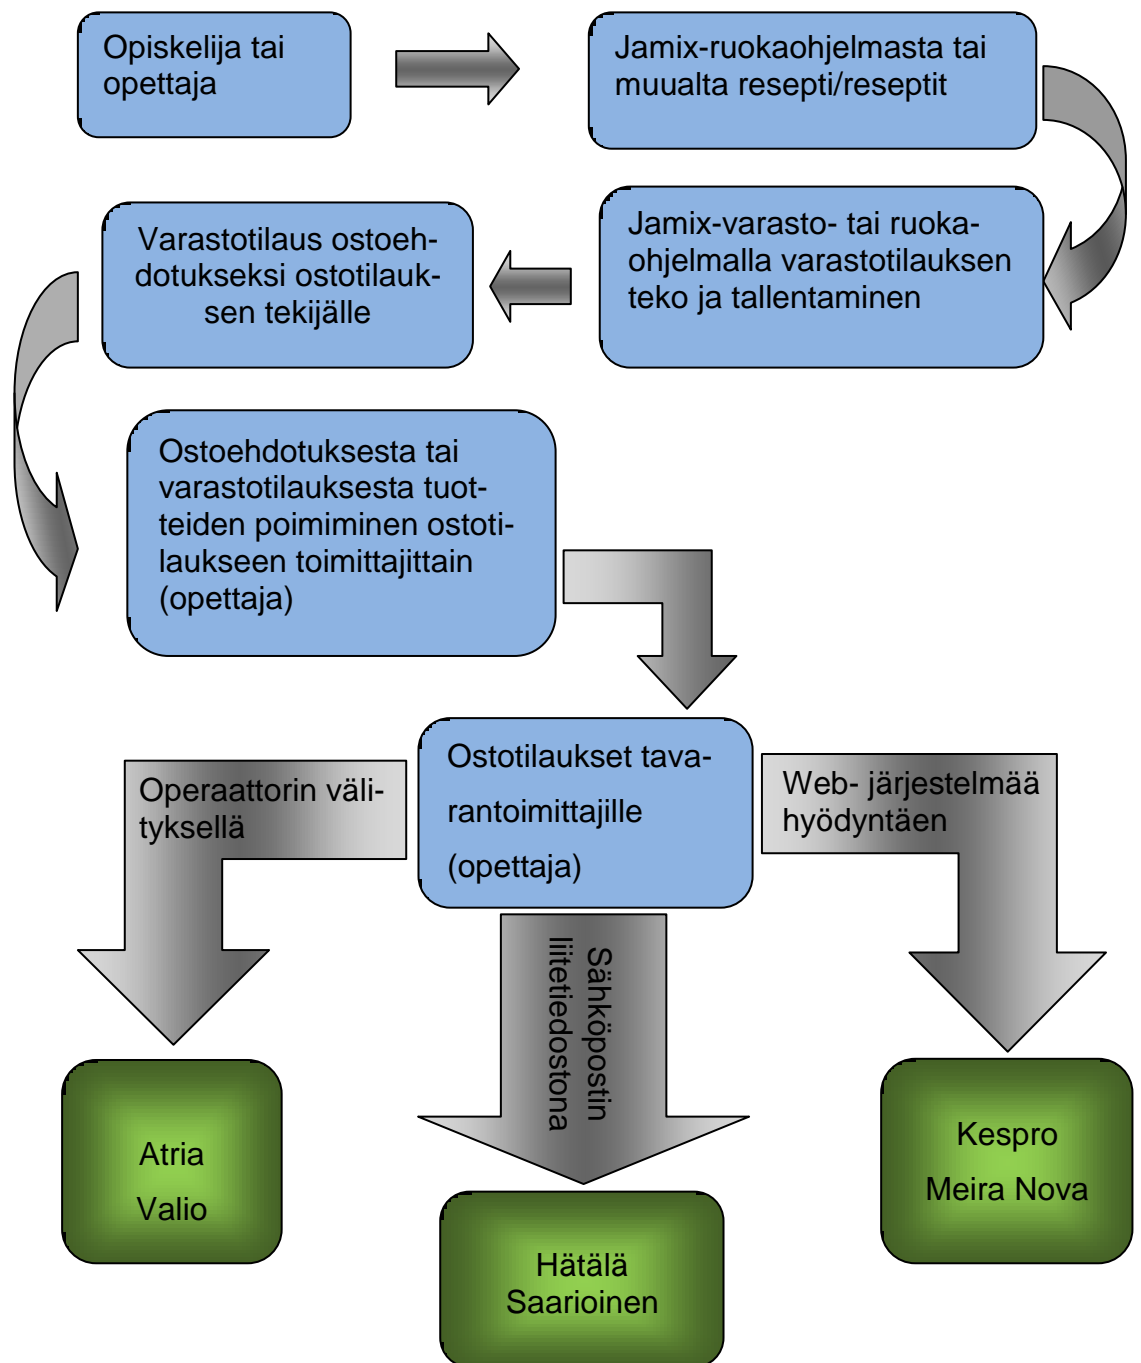 Opiskelija tai
opettaja
Jamix-ruokaohjelmasta tai
muualta resepti/reseptit
Jamix-varasto- tai ruoka-
ohjelmalla varastotilauksen
teko ja tallentaminen
Varastotilaus ostoeh-
dotukseksi ostotilauk-
sen tekijälle
Ostoehdotuksesta tai
varastotilauksesta tuot-
teiden poimiminen ostoti-
laukseen toimittajittain
(opettaja)
Ostotilaukset tava-
rantoimittajille
(opettaja)
Operaattorin väli-
tyksellä
Web- järjestelmää
hyödyntäen
Sähköpostin
liitetiedostona
Atria
Valio
Hätälä
Saarioinen
Kespro
Meira Nova